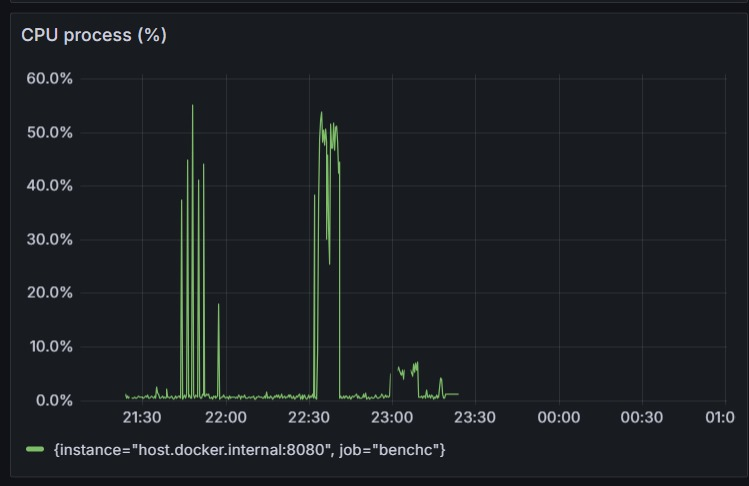 CPU process (%)
60.0%
50.0%
40.0%
30.0%
20.0%
10.0%
0.0%
21:30 22:00 22:30 23:00 23:30 00:00 00:30 01:0
{instance="host.docker.internal:8080", job="benchc"}